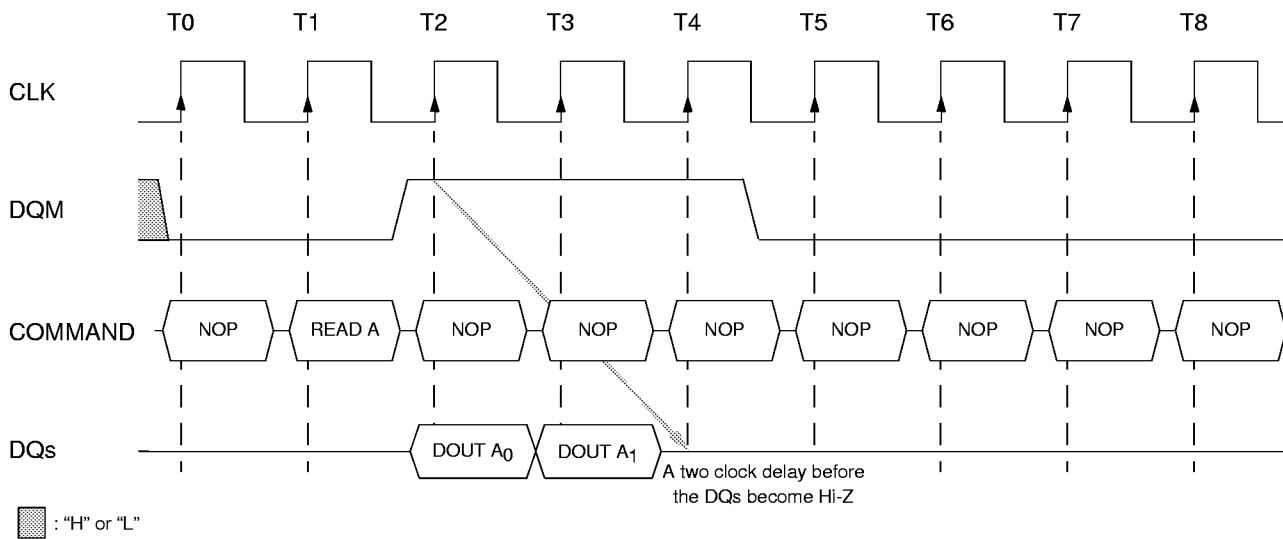 T0 T1 T2 T3 T4 T5 T6 T7 T8
CLK
DQM
COMMAND NOP READ A NOP NOP NOP NOP NOP NOP NOP
DQs DOUT A0 DOUT A1
A two clock delay before
the DQs become Hi-Z
: “H” or “L”